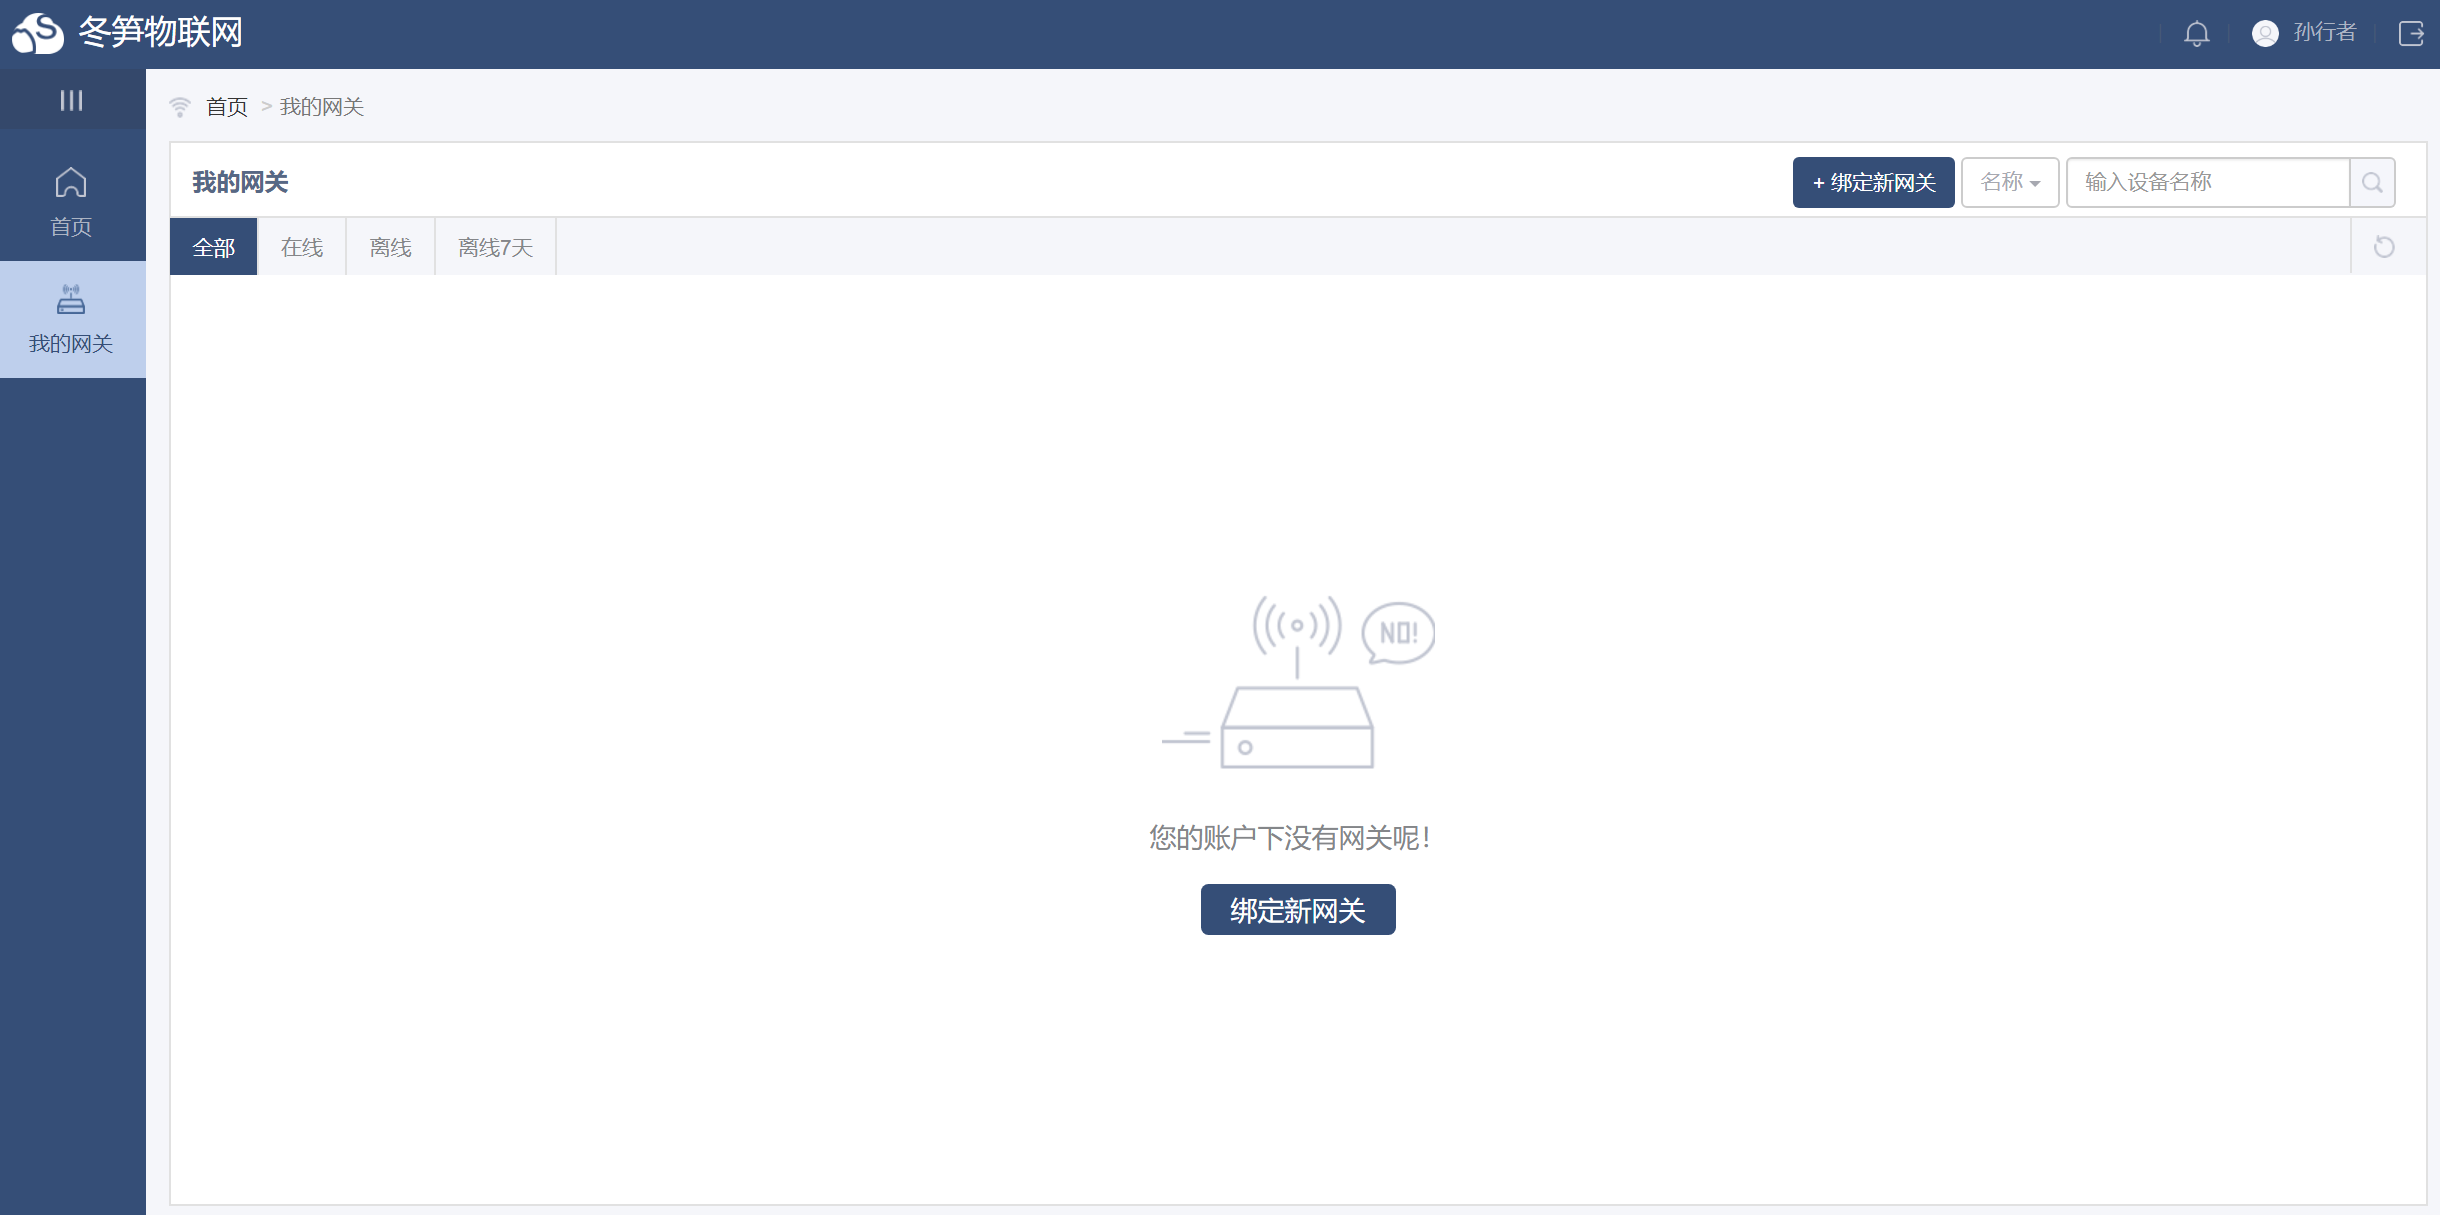 冬笋物联网
孙行者
首页 > 我的网关
首页
我的网关
我的网关
+ 绑定新网关
名称
输入设备名称
全部
在线
离线
离线7天
NO!
您的账户下没有网关呢！
绑定新网关